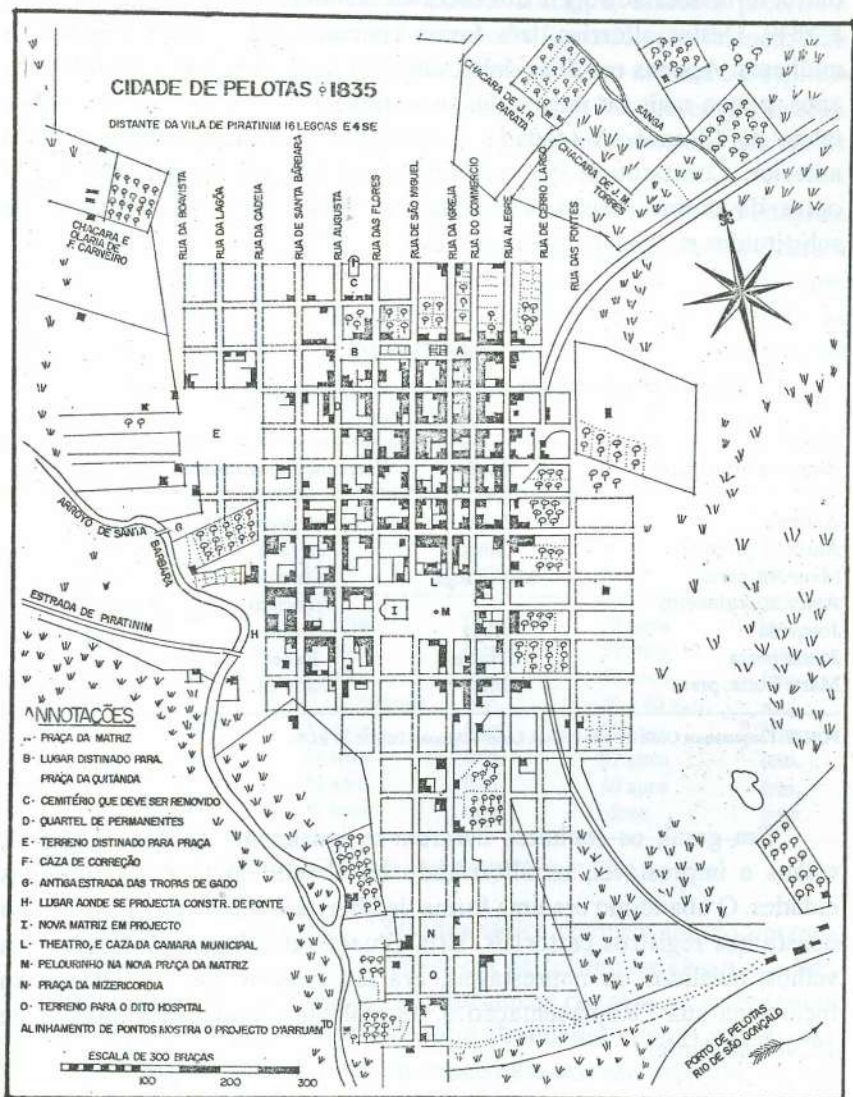 CIDADE DE PELOTAS 1835
DISTANTE DA VILA DE PIRATINIM 16 LEGOAS E4SE
CHACARA DE J. R. BARATA
SANGA
CHACARA DE J. M. TORRES
CHACARA E OLARIA DE F. CARNEIRO
RUA DA BOAVISTA
RUA DA LAGÔA
RUA DA CADEIA
RUA DE SANTA BÁRBARA
RUA AUGUSTA
RUA DAS FLORES
RUA DE SÃO MIGUEL
RUA DA IGREJA
RUA DO COMMERCIO
RUA ALEGRE
RUA DE CERRO LARGO
RUA DAS FONTES
C
B
A
D
E
G
ARROYO DE SANTA BARBARA
L
I
M
H
ESTRADA DE PIRATINIM
N
O
ANNOTAÇÕES
PRAÇA DA MATRIZ
B - LUGAR DISTINADO PARA
PRAÇA DA QUITANDA
C - CEMITÉRIO QUE DEVE SER REMOVIDO
D - QUARTEL DE PERMANENTES
E - TERRENO DISTINADO PARA PRAÇA
F - CAZA DE CORREÇÃO
G - ANTIGA ESTRADA DAS TROPAS DE GADO
H - LUGAR AONDE SE PROJECTA CONSTR. DE PONTE
I - NOVA MATRIZ EM PROJECTO
L - THEATRO, E CAZA DA CAMARA MUNICIPAL
M - PELOURINHO NA NOVA PRAÇA DA MATRIZ
N - PRAÇA DA MIZERICORDIA
O - TERRENO PARA O DITO HOSPITAL
ALINHAMENTO DE PONTOS MOSTRA O PROJECTO D'ARRUAMTO
ESCALA DE 300 BRAÇAS
100 200 300
PORTO DE PELOTAS
RIO DE SÃO GONÇALO